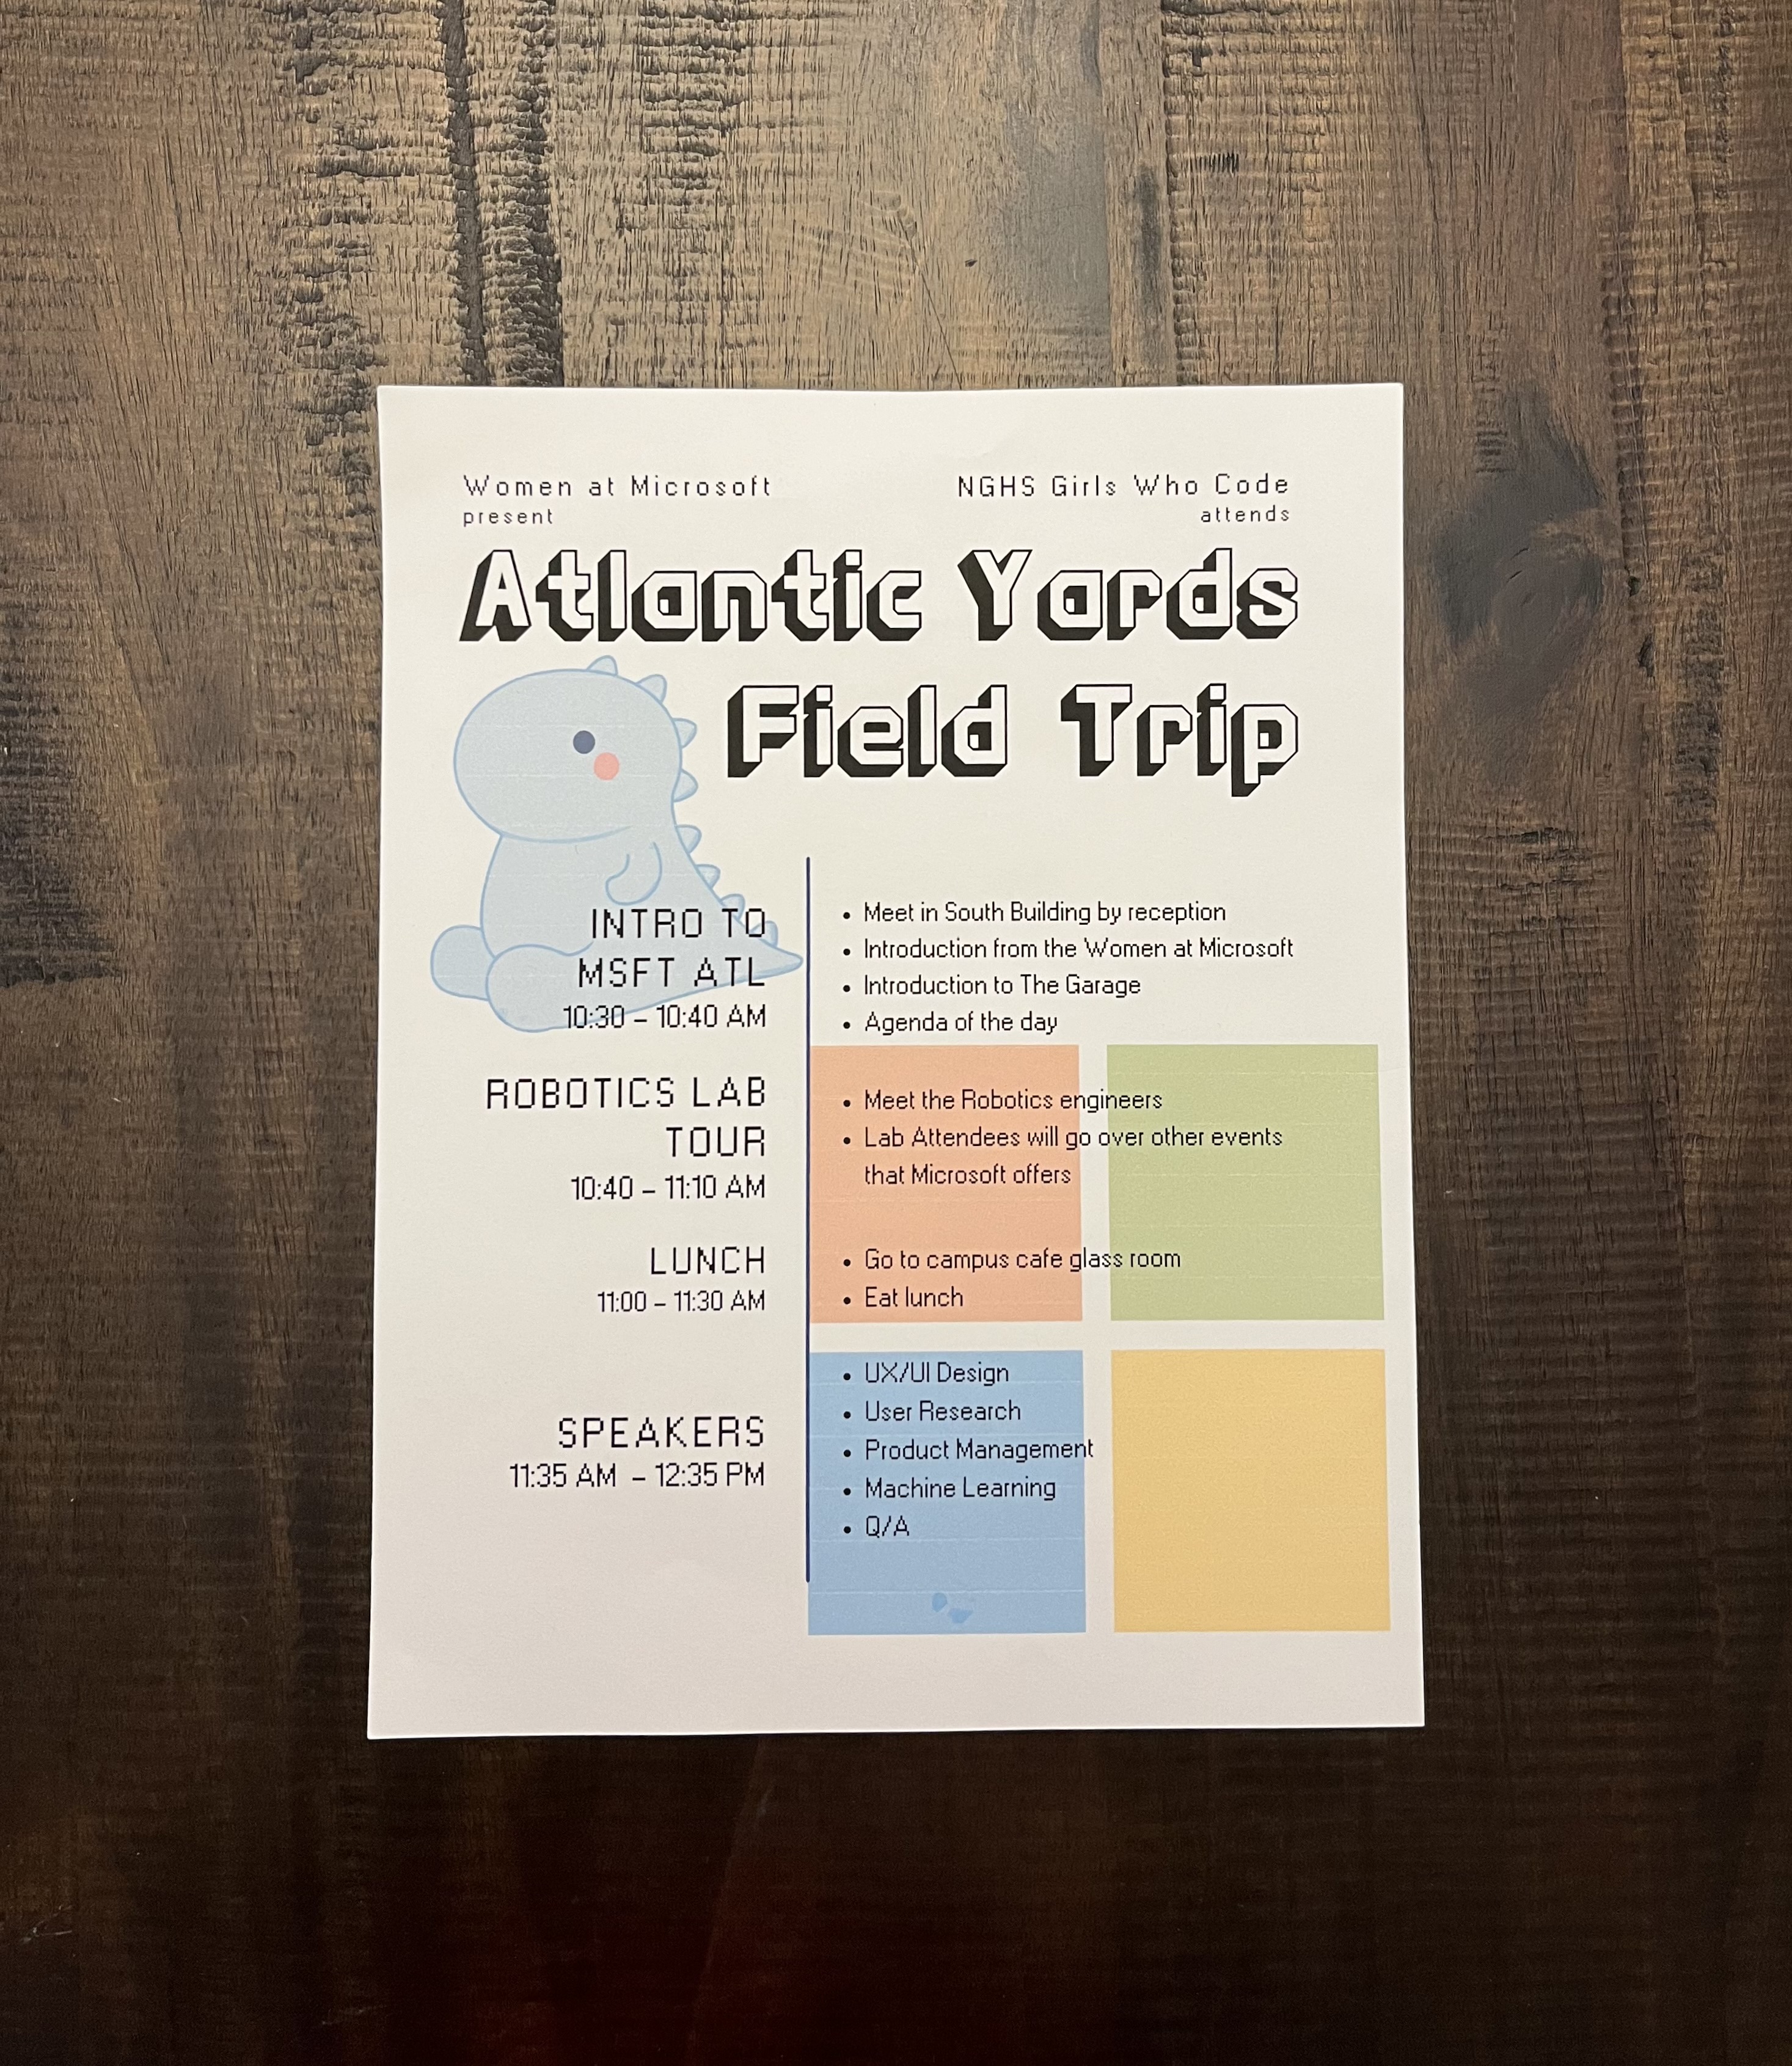 Women at Microsoft
present
NGHS Girls Who Code
attends
Atlantic Yards
Field Trip
INTRO TO
MSFT ATL
10:30 – 10:40 AM
• Meet in South Building by reception
• Introduction from the Women at Microsoft
• Introduction to The Garage
• Agenda of the day
ROBOTICS LAB
TOUR
10:40 – 11:10 AM
• Meet the Robotics engineers
• Lab Attendees will go over other events
that Microsoft offers
LUNCH
11:00 – 11:30 AM
• Go to campus cafe glass room
• Eat lunch
SPEAKERS
11:35 AM – 12:35 PM
• UX/UI Design
• User Research
• Product Management
• Machine Learning
• Q/A